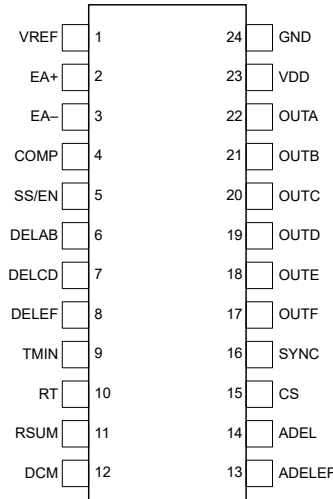 VREF 1 24 GND
EA+ 2 23 VDD
EA– 3 22 OUTA
COMP 4 21 OUTB
SS/EN 5 20 OUTC
DELAB 6 19 OUTD
DELCD 7 18 OUTE
DELEF 8 17 OUTF
TMIN 9 16 SYNC
RT 10 15 CS
RSUM 11 14 ADEL
DCM 12 13 ADELEF